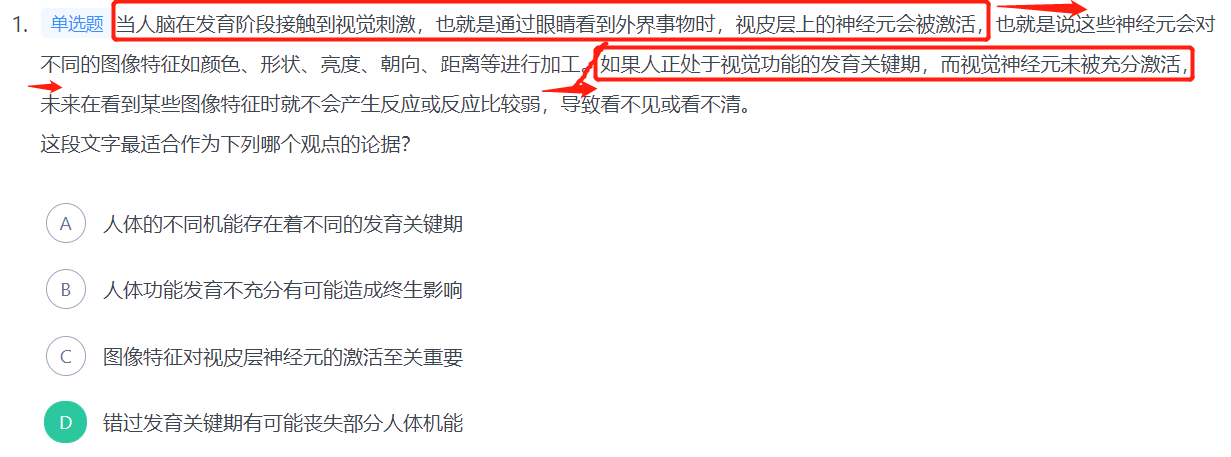 1. 单选题 当人脑在发育阶段接触到视觉刺激，也就是通过眼睛看到外界事物时，视皮层上的神经元会被激活，也就是说这些神经元会对
不同的图像特征如颜色、形状、亮度、朝向、距离等进行加工。如果人正处于视觉功能的发育关键期，而视觉神经元未被充分激活，
未来在看到某些图像特征时就不会产生反应或反应比较弱，导致看不见或看不清。
这段文字最适合作为下列哪个观点的论据？
A 人体的不同机能存在着不同的发育关键期
B 人体功能发育不充分有可能造成终生影响
C 图像特征对视皮层神经元的激活至关重要
D 错过发育关键期有可能丧失部分人体机能